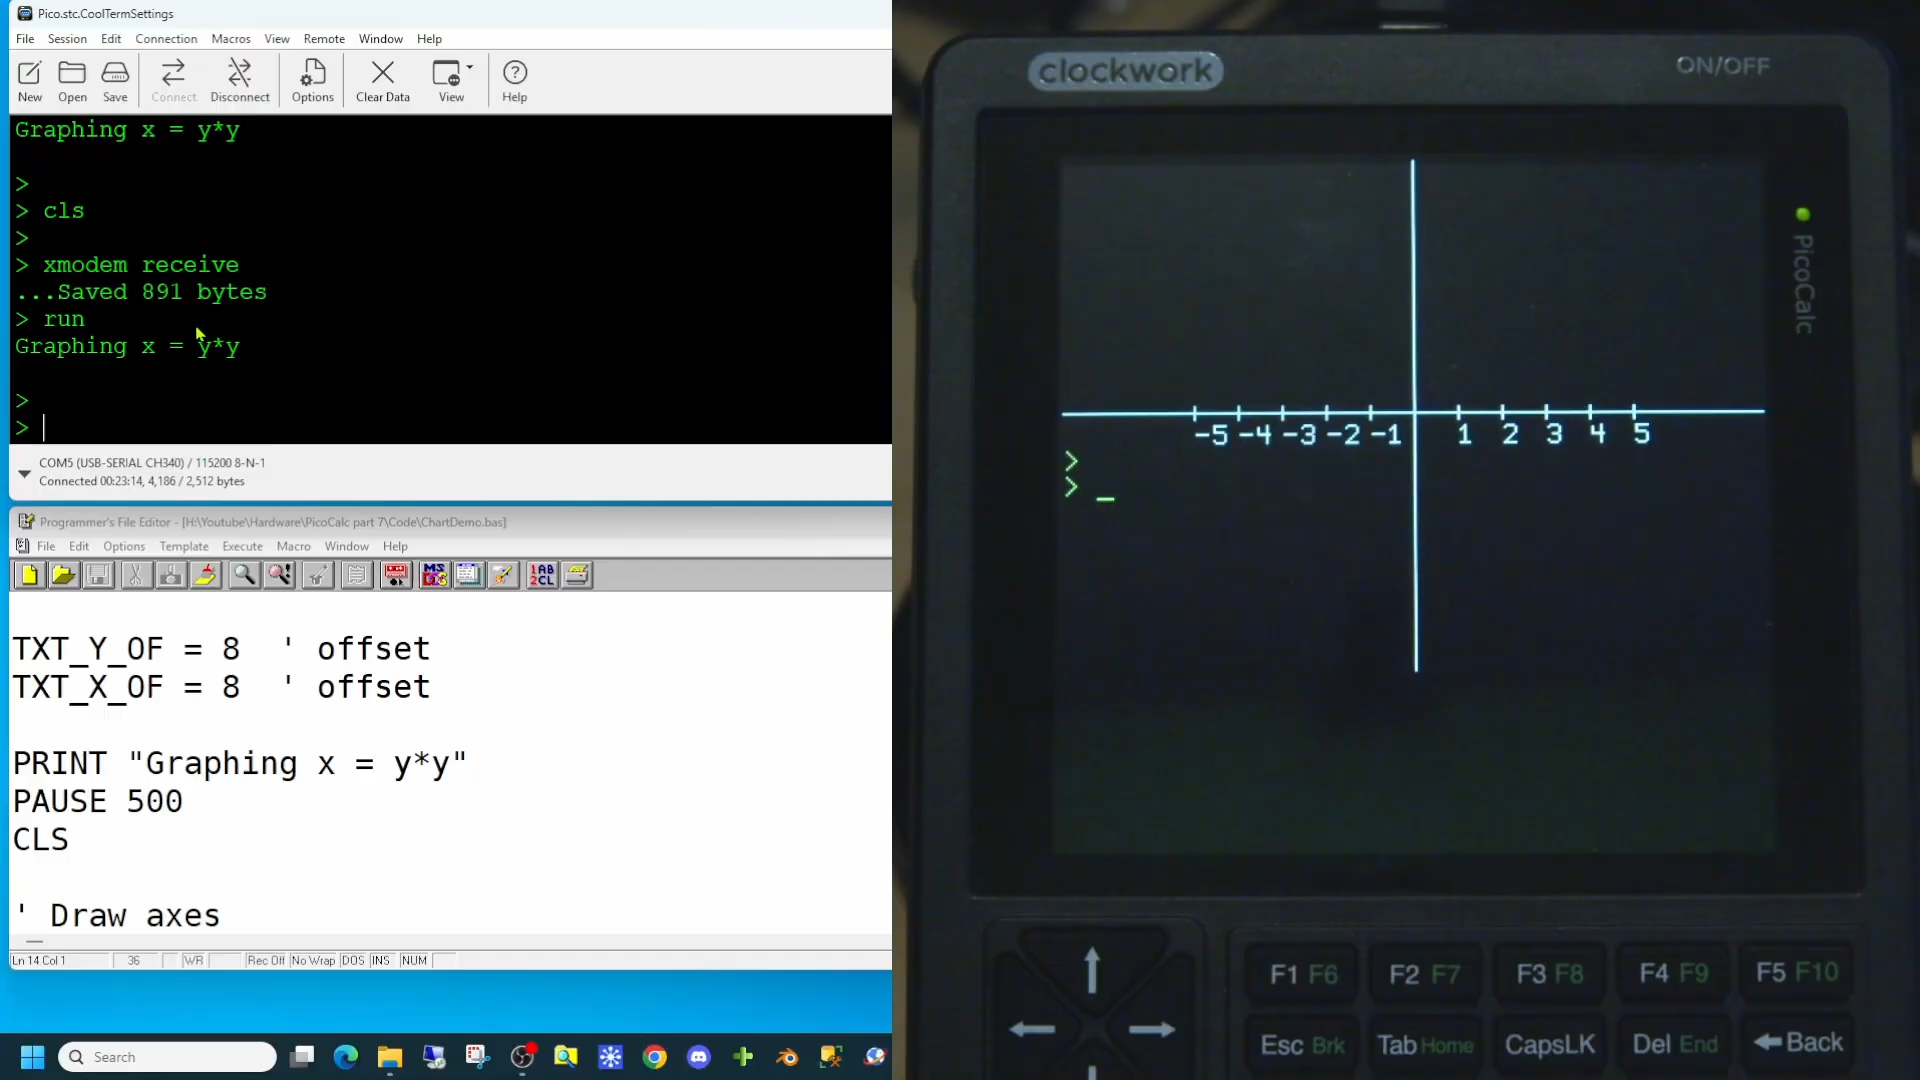 Pico.stc.CoolTermSettings
File Session Edit Connection Macros View Remote Window Help
New Open Save Connect Disconnect Options Clear Data View Help
Graphing x = y*y
>
> cls
>
> xmodem receive
...Saved 891 bytes
> run
Graphing x = y*y
>
>
COM5 (USB-SERIAL CH340) / 115200 8-N-1
Connected 00:23:14, 4,186 / 2,512 bytes
Programmer's File Editor - [H:\Youtube\Hardware\PicoCalc part 7\Code\ChartDemo.bas]
File Edit Options Template Execute Macro Window Help
TXT_Y_OF = 8 ' offset
TXT_X_OF = 8 ' offset
PRINT "Graphing x = y*y"
PAUSE 500
CLS
' Draw axes
Ln 14 Col 1 36 WR Rec Off No Wrap DOS INS NUM
Search
clockwork
ON/OFF
PicoCalc
-5 -4 -3 -2 -1 1 2 3 4 5
>
> _
F1 F6 F2 F7 F3 F8 F4 F9 F5 F10
Esc Brk Tab Home CapsLK Del End Back